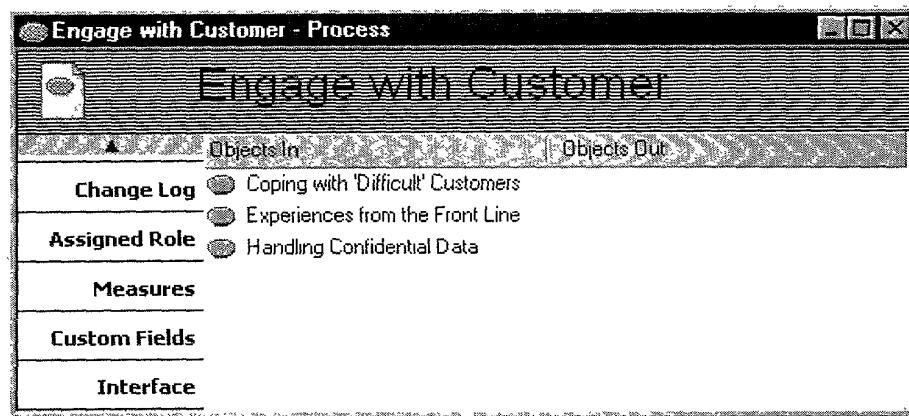 Engage with Customer - Process
Engage with Customer
Objects In Objects Out
Change Log
Assigned Role
Measures
Custom Fields
Interface
Coping with 'Difficult' Customers
Experiences from the Front Line
Handling Confidential Data